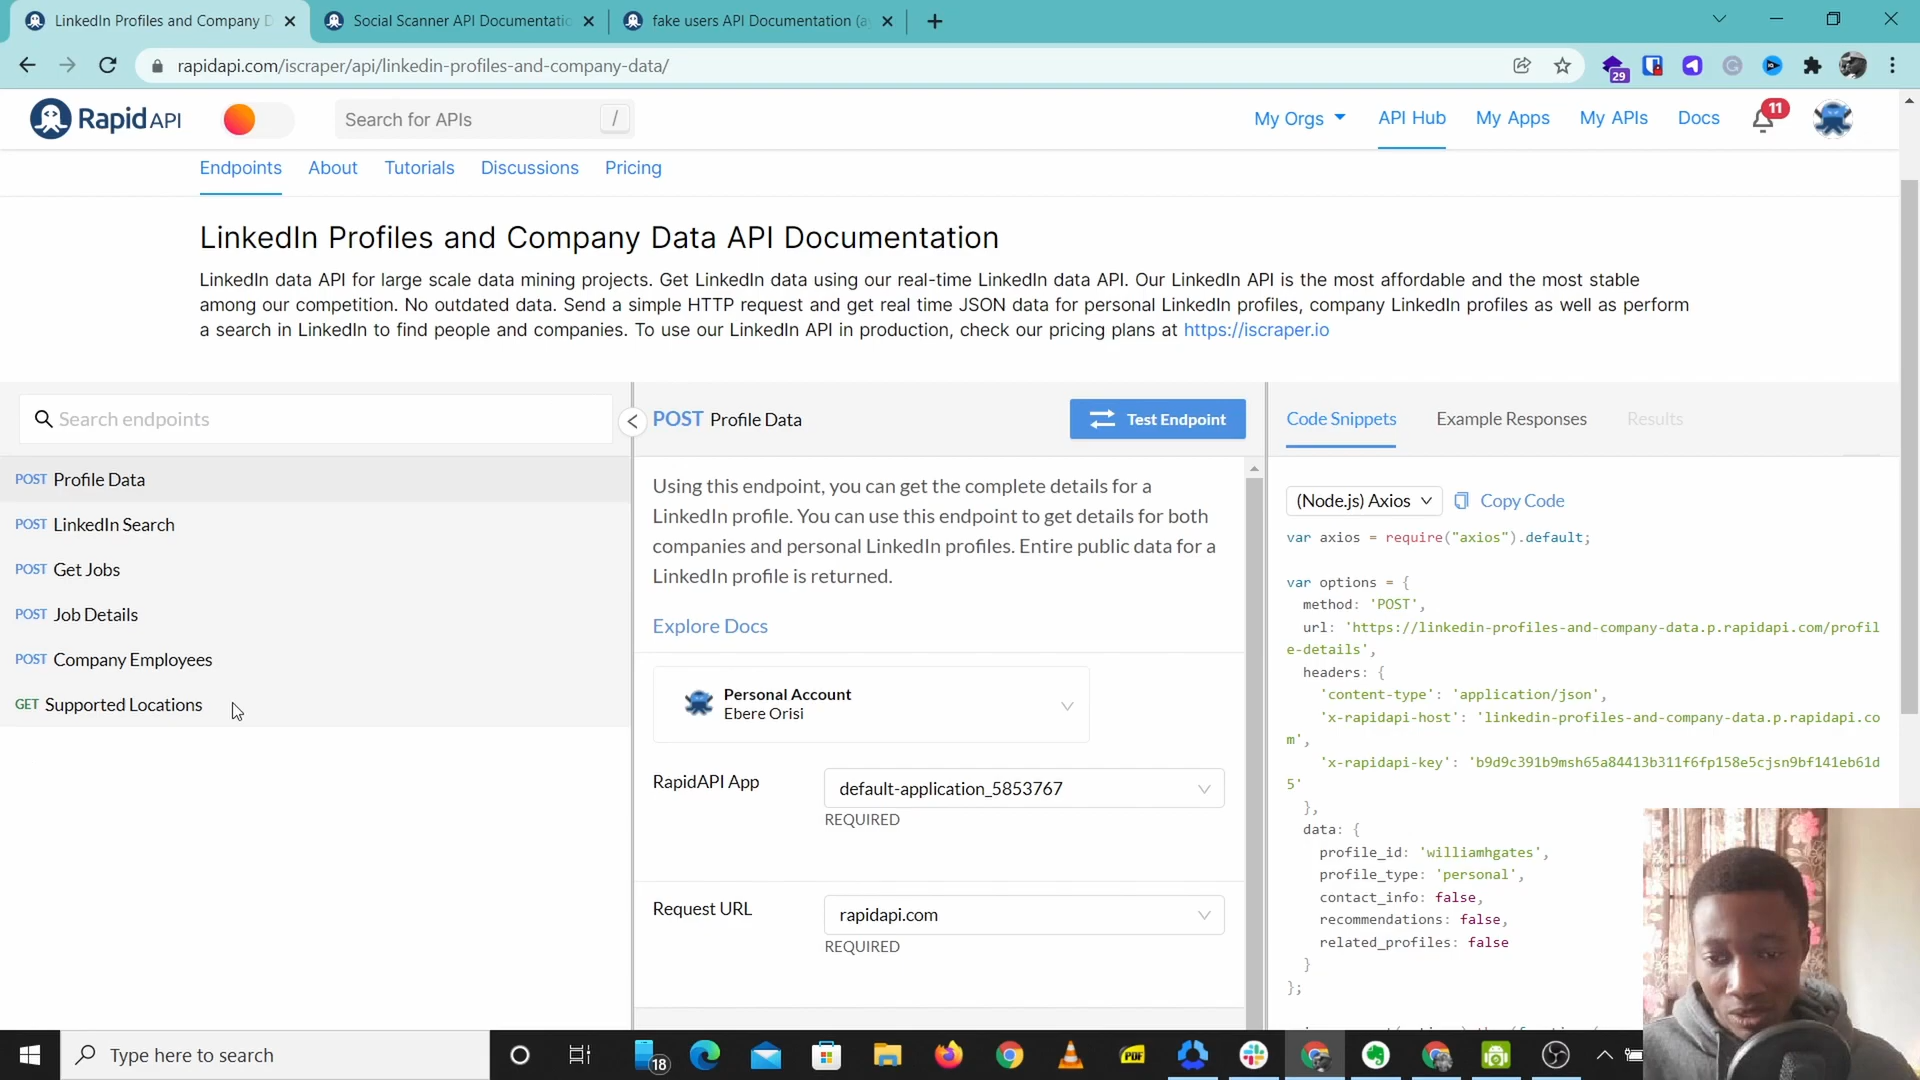 LinkedIn Profiles and Company D
Social Scanner API Documentatic
fake users API Documentation (a
rapidapi.com/iscraper/api/linkedin-profiles-and-company-data/
29
Rapid API
Search for APIs
/
My Orgs
API Hub
My Apps
My APIs
Docs
11
Endpoints
About
Tutorials
Discussions
Pricing
LinkedIn Profiles and Company Data API Documentation
LinkedIn data API for large scale data mining projects. Get LinkedIn data using our real-time LinkedIn data API. Our LinkedIn API is the most affordable and the most stable
among our competition. No outdated data. Send a simple HTTP request and get real time JSON data for personal LinkedIn profiles, company LinkedIn profiles as well as perform
a search in LinkedIn to find people and companies. To use our LinkedIn API in production, check our pricing plans at https://iscraper.io
Search endpoints
POST Profile Data
POST LinkedIn Search
POST Get Jobs
POST Job Details
POST Company Employees
GET Supported Locations
POST Profile Data
Test Endpoint
Using this endpoint, you can get the complete details for a
LinkedIn profile. You can use this endpoint to get details for both
companies and personal LinkedIn profiles. Entire public data for a
LinkedIn profile is returned.
Explore Docs
Personal Account
Ebere Orisi
RapidAPI App
default-application_5853767
REQUIRED
Request URL
rapidapi.com
REQUIRED
Code Snippets
Example Responses
Results
(Node.js) Axios
Copy Code
var axios = require("axios").default;
var options = {
method: 'POST',
url: 'https://linkedin-profiles-and-company-data.p.rapidapi.com/profil
e-details',
headers: {
'content-type': 'application/json',
'x-rapidapi-host': 'linkedin-profiles-and-company-data.p.rapidapi.co
m',
'x-rapidapi-key': 'b9d9c391b9msh65a84413b311f6fp158e5cjsn9bf141eb61d
5'
},
data: {
profile_id: 'williamhgates',
profile_type: 'personal',
contact_info: false,
recommendations: false,
related_profiles: false
}
};
Type here to search
18
PDF